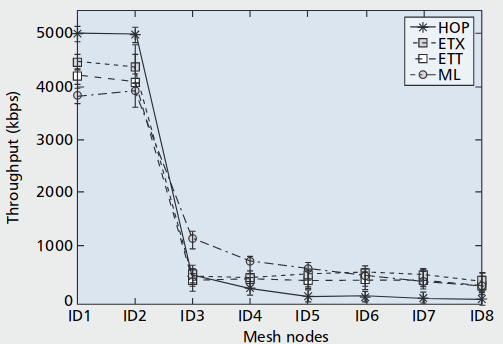 5000
4000
3000
2000
1000
0
Throughput (kbps)
HOP
ETX
ETT
ML
ID1 ID2 ID3 ID4 ID5 ID6 ID7 ID8
Mesh nodes